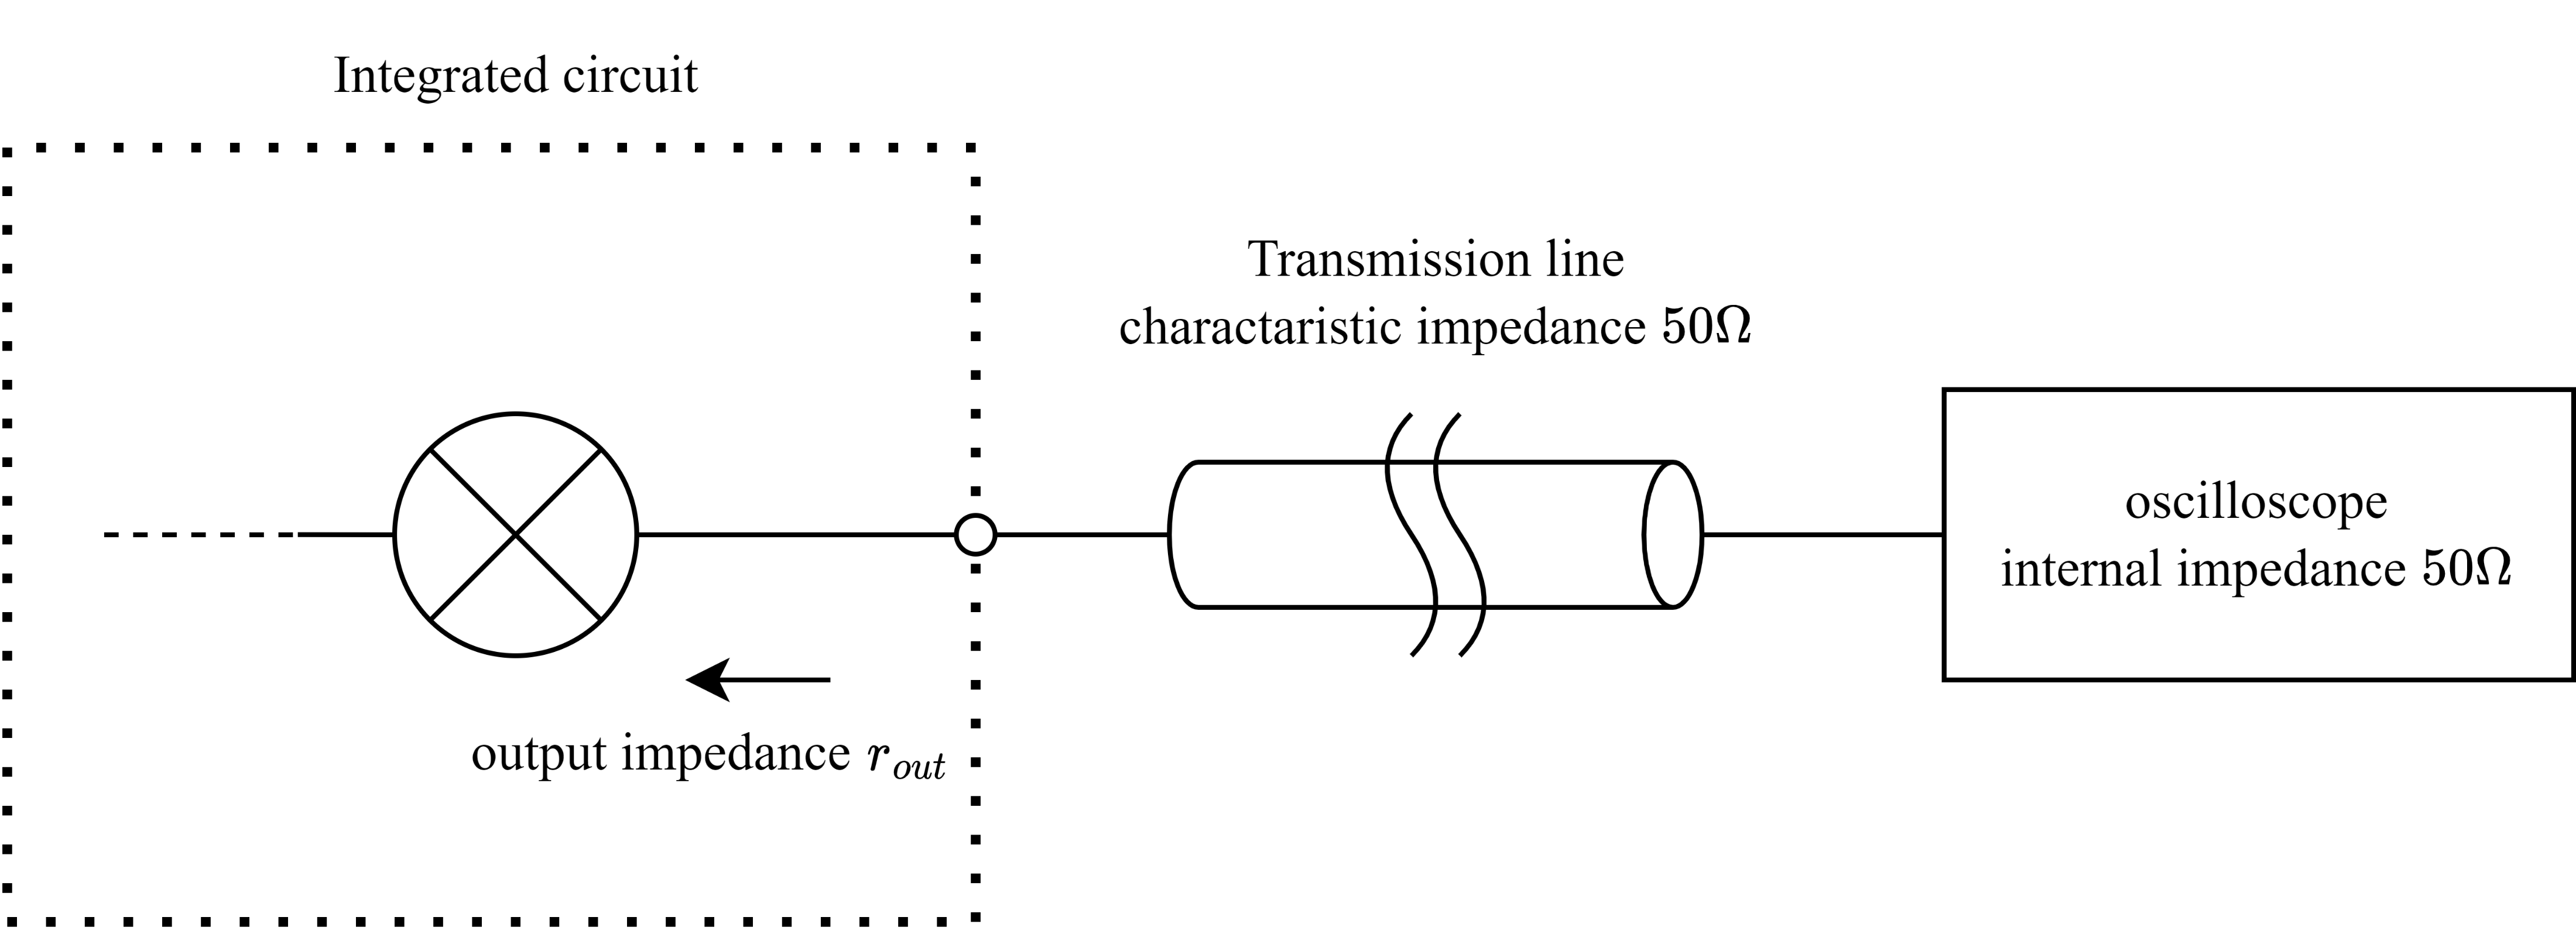 Integrated circuit
Transmission line
charactaristic impedance 50Ω
oscilloscope
internal impedance 50Ω
output impedance r_out